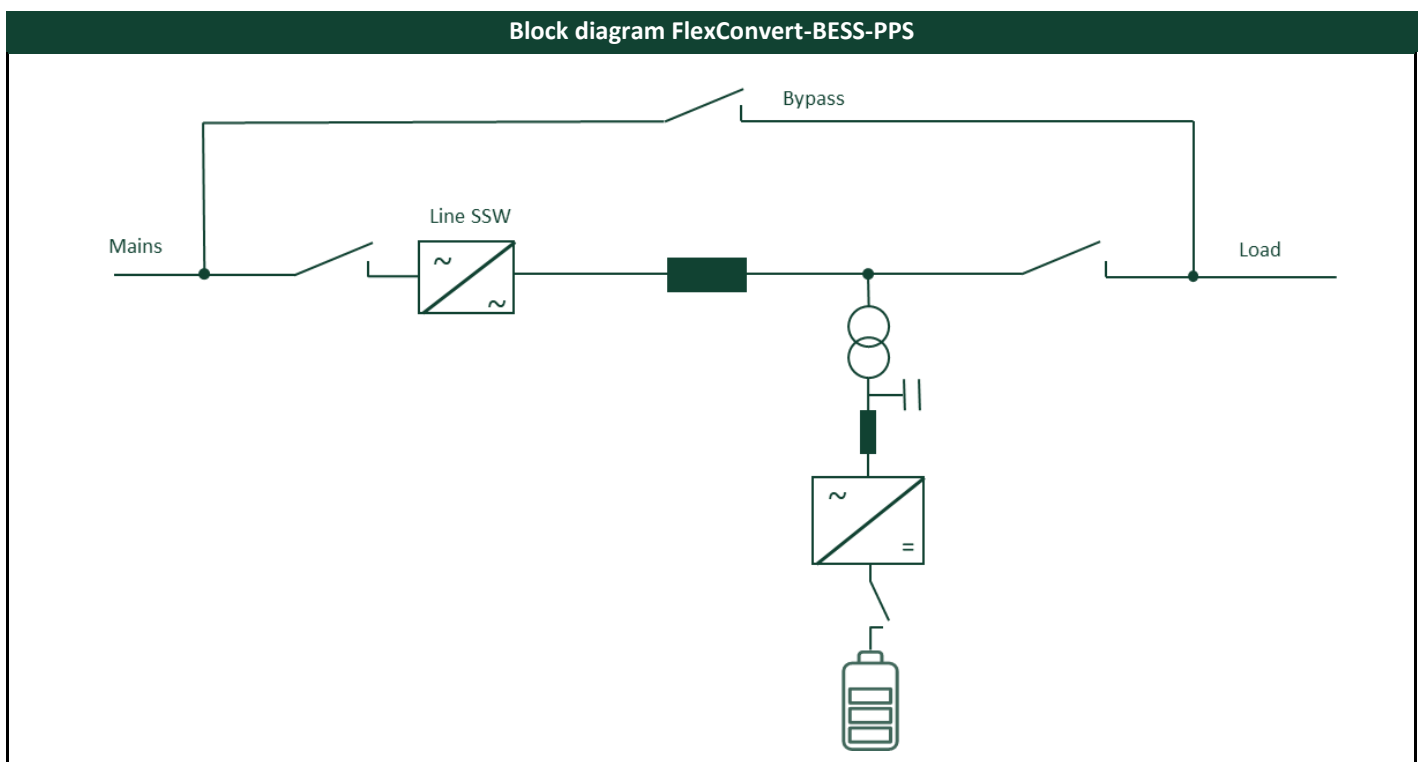 Block diagram FlexConvert-BESS-PPS
Bypass
Line SSW
Mains
Load
~
~
~
=